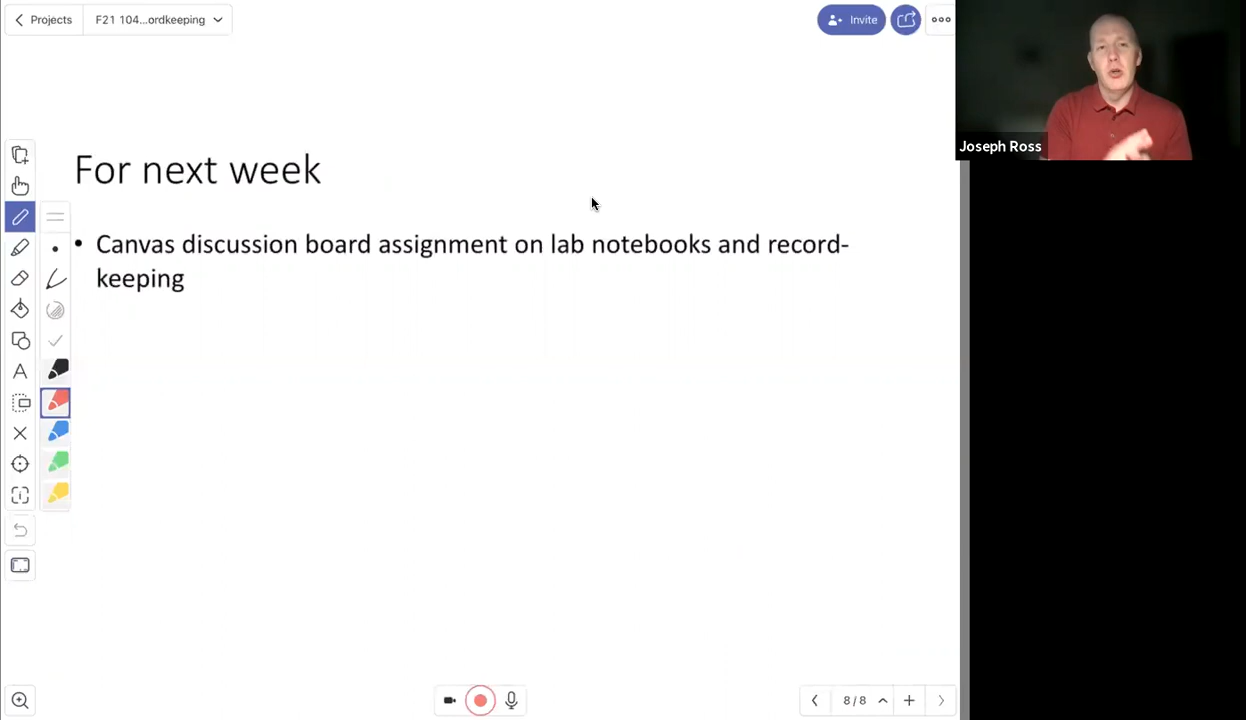 Projects
F21 104...ordkeeping
Invite
Joseph Ross
For next week
• Canvas discussion board assignment on lab notebooks and record-
keeping
A
8/8